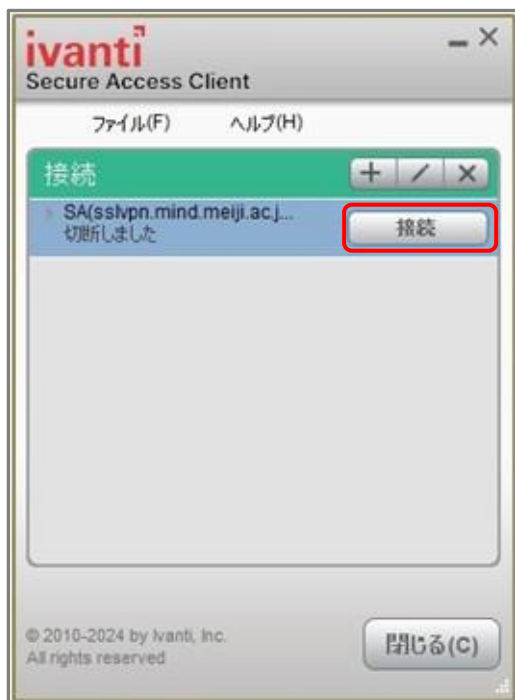 ivanti
Secure Access Client
ファイル(F) ヘルプ(H)
接続
SA(sslvpn.mind.meiji.ac.j...
切断しました
接続
© 2010-2024 by Ivanti, Inc.
All rights reserved
閉じる(C)